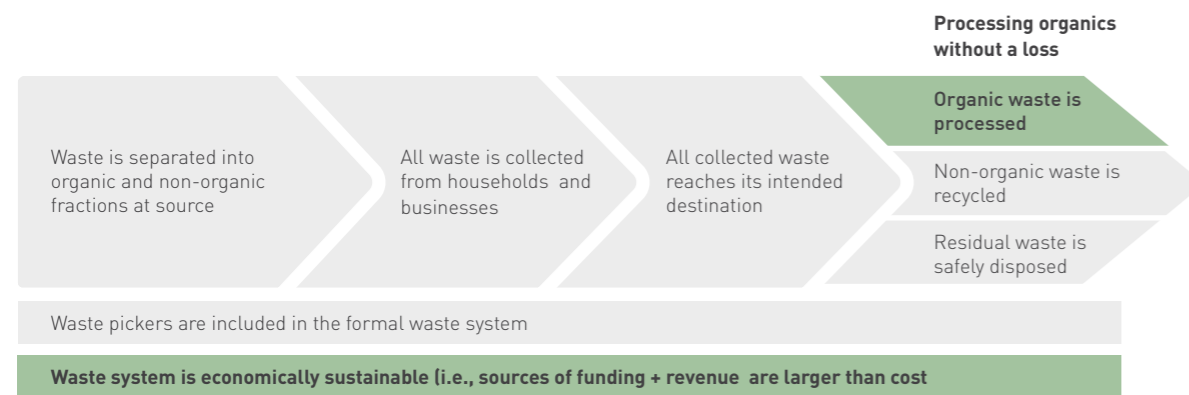 Processing organics
without a loss
Waste is separated into
organic and non-organic
fractions at source
All waste is collected
from households and
businesses
All collected waste
reaches its intended
destination
Organic waste is
processed
Non-organic waste is
recycled
Residual waste is
safely disposed
Waste pickers are included in the formal waste system
Waste system is economically sustainable (i.e., sources of funding + revenue are larger than cost